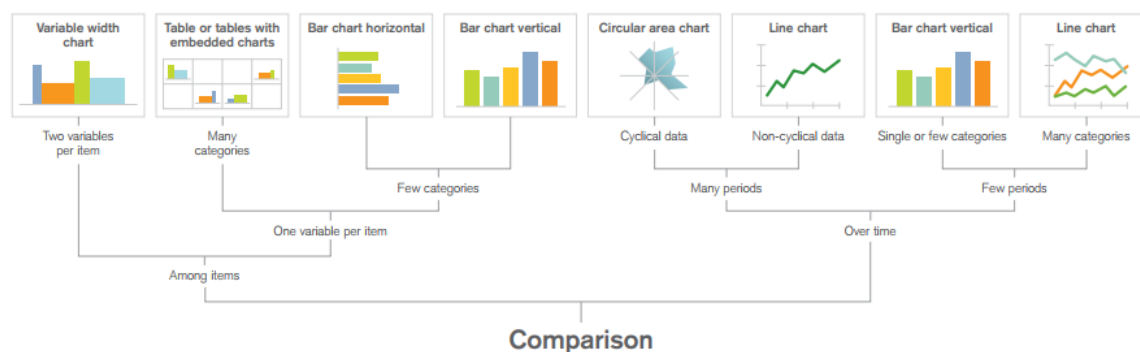 Variable width
chart
Table or tables with
embedded charts
Bar chart horizontal
Bar chart vertical
Circular area chart
Line chart
Bar chart vertical
Line chart
Two variables
per item
Many
categories
Cyclical data
Non-cyclical data
Single or few categories
Many categories
Few categories
Many periods
Few periods
One variable per item
Over time
Among items
Comparison